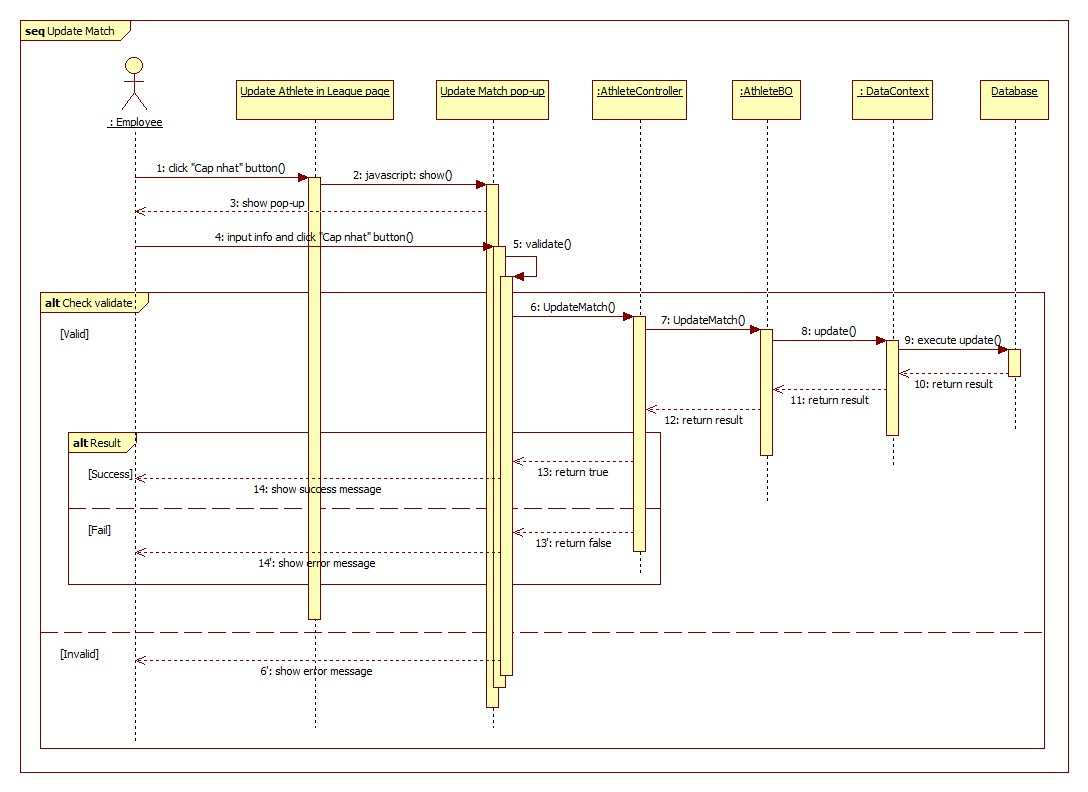 seq Update Match
: Employee
Update Athlete in League page
Update Match pop-up
:AthleteController
:AthleteBO
: DataContext
Database
1: click "Cap nhat" button()
2: javascript: show()
3: show pop-up
4: input info and click "Cap nhat" button()
5: validate()
alt Check validate
[Valid]
6: UpdateMatch()
7: UpdateMatch()
8: update()
9: execute update()
10: return result
11: return result
12: return result
alt Result
[Success]
13: return true
14: show success message
[Fail]
13': return false
14': show error message
[Invalid]
6': show error message